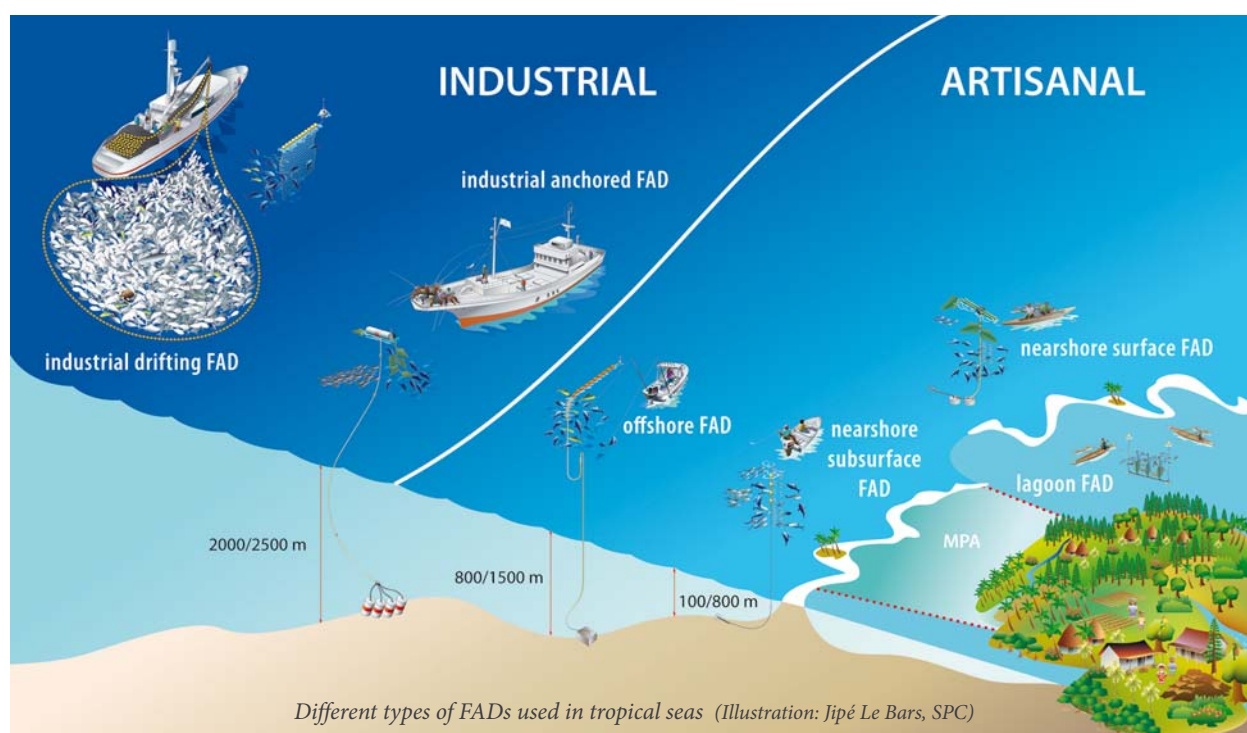 INDUSTRIAL
ARTISANAL
industrial anchored FAD
industrial drifting FAD
nearshore surface FAD
offshore FAD
nearshore
subsurface
FAD
lagoon FAD
MPA
2000/2500 m
800/1500 m
100/800 m
Different types of FADs used in tropical seas (Illustration: Jipé Le Bars, SPC)